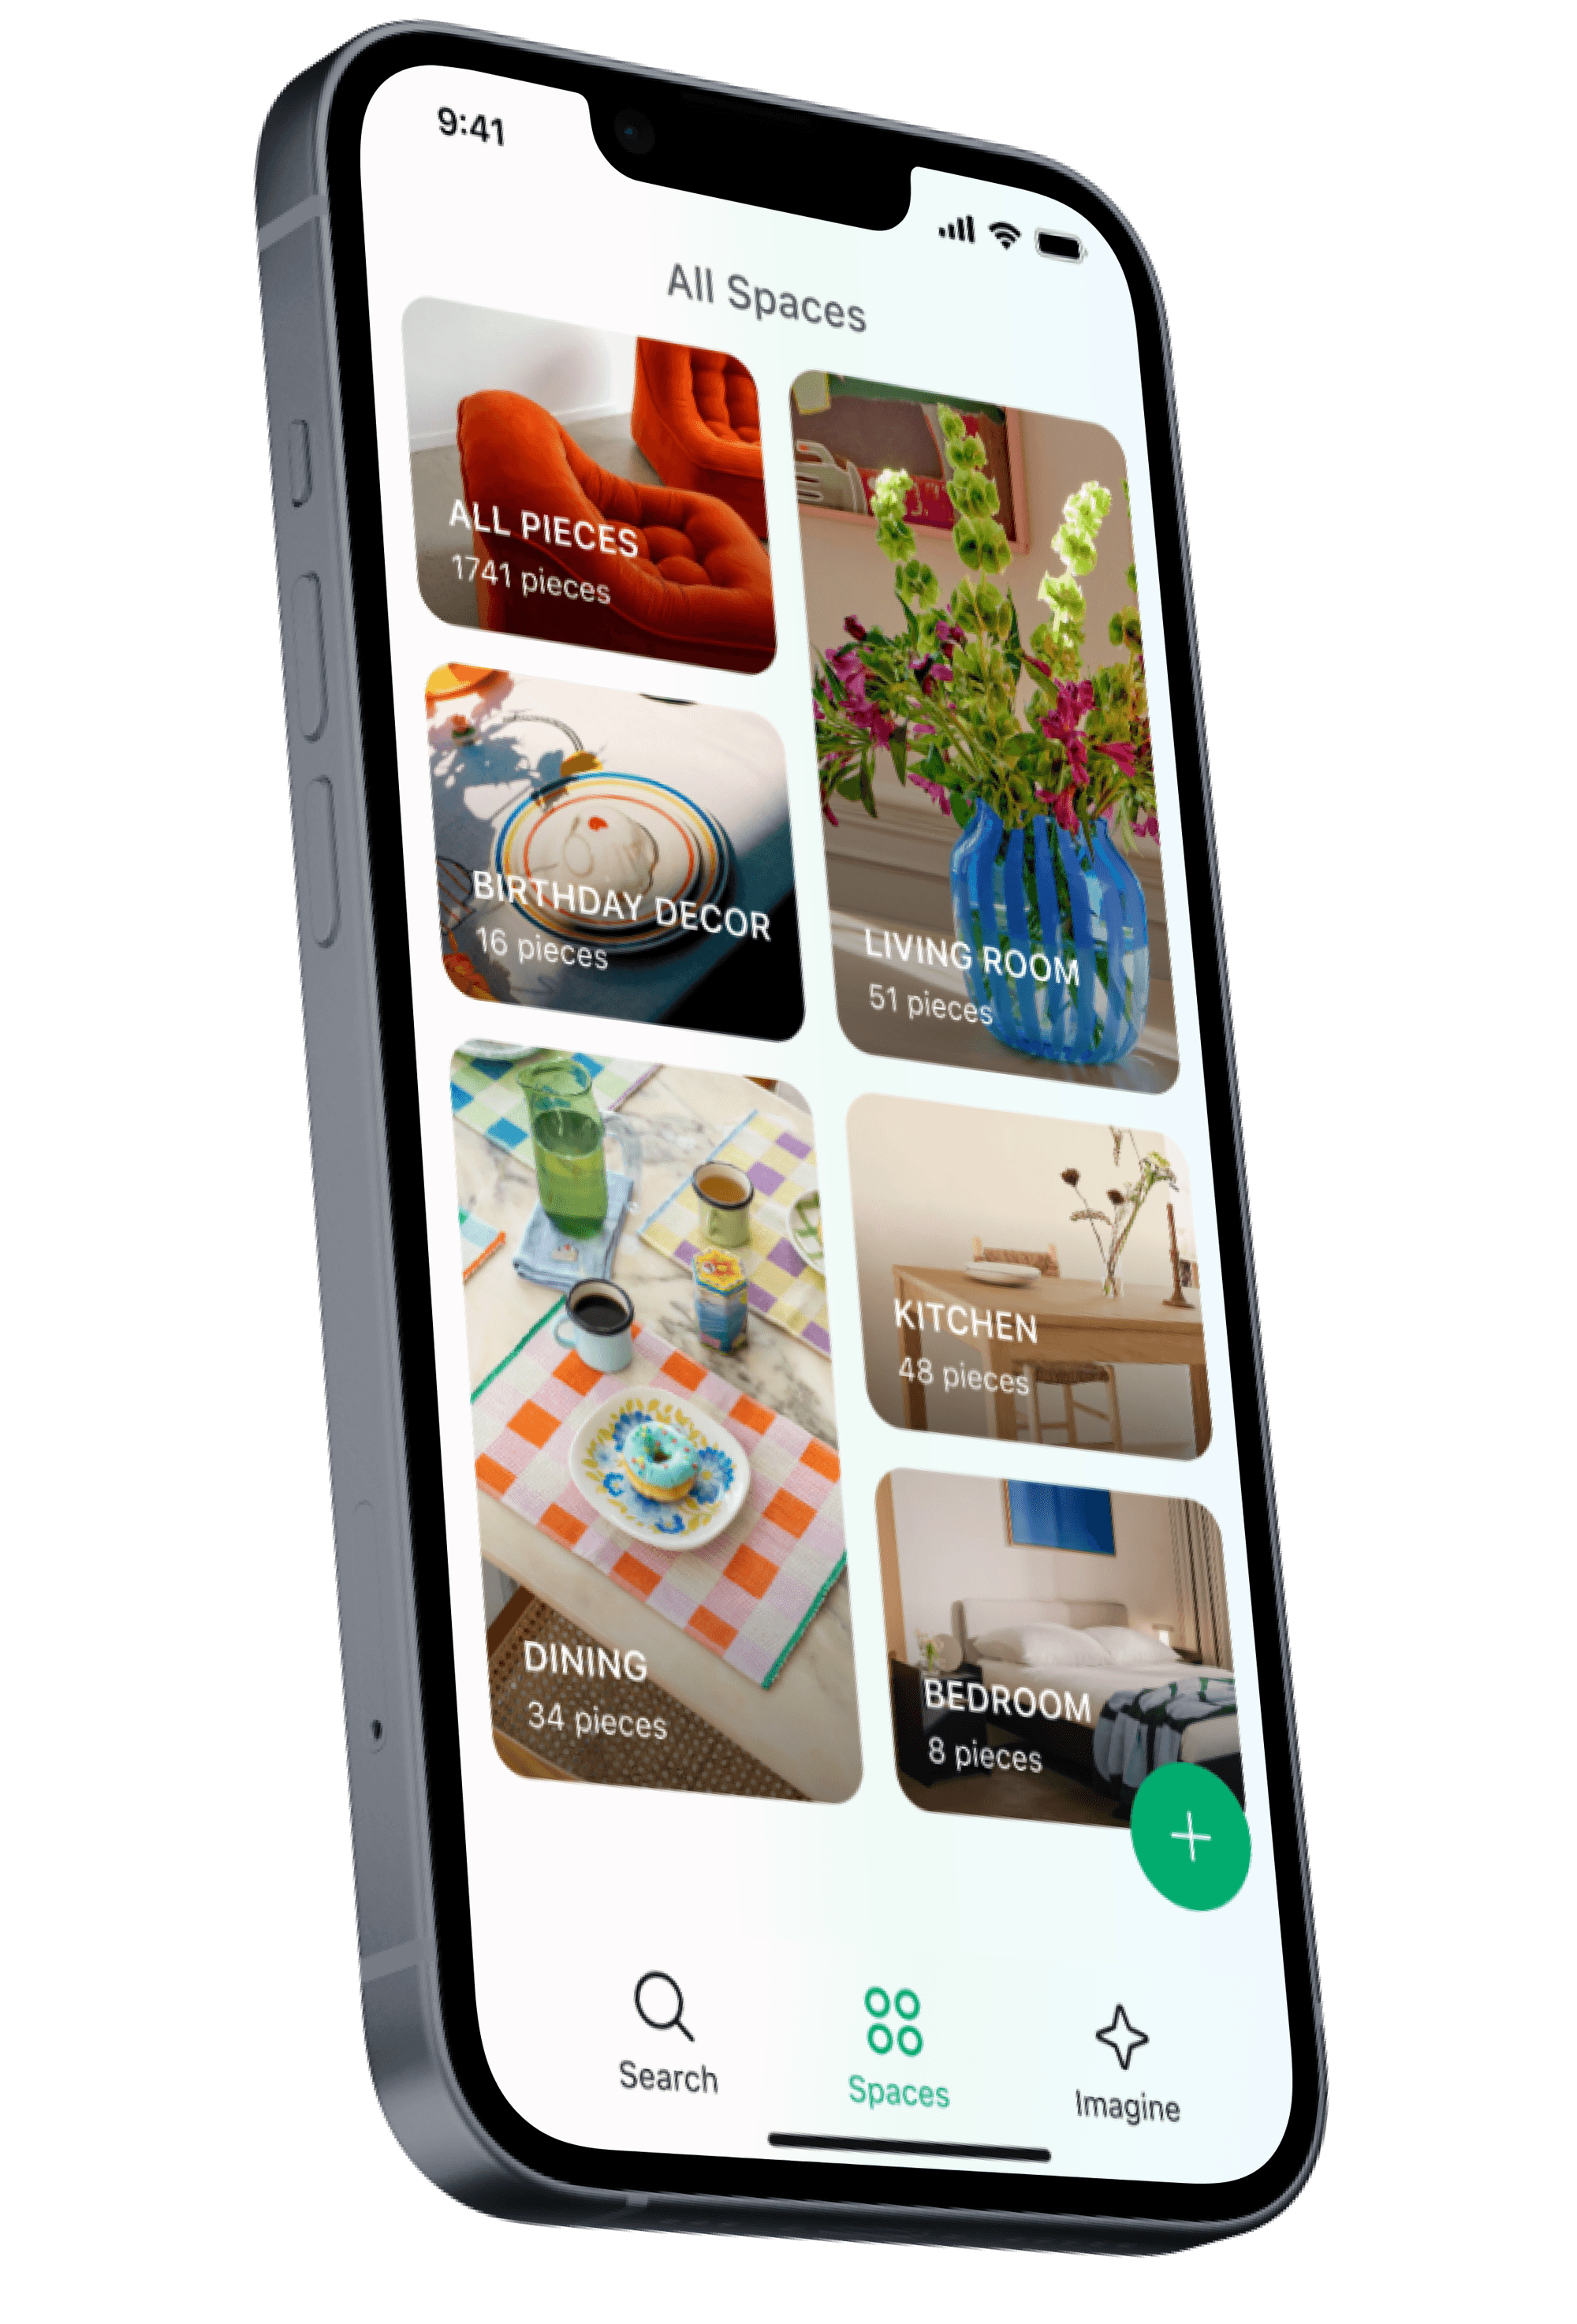 9:41
All Spaces
ALL PIECES
1741 pieces
BIRTHDAY DECOR
16 pieces
LIVING ROOM
51 pieces
DINING
34 pieces
KITCHEN
48 pieces
BEDROOM
8 pieces
Search
Spaces
Imagine